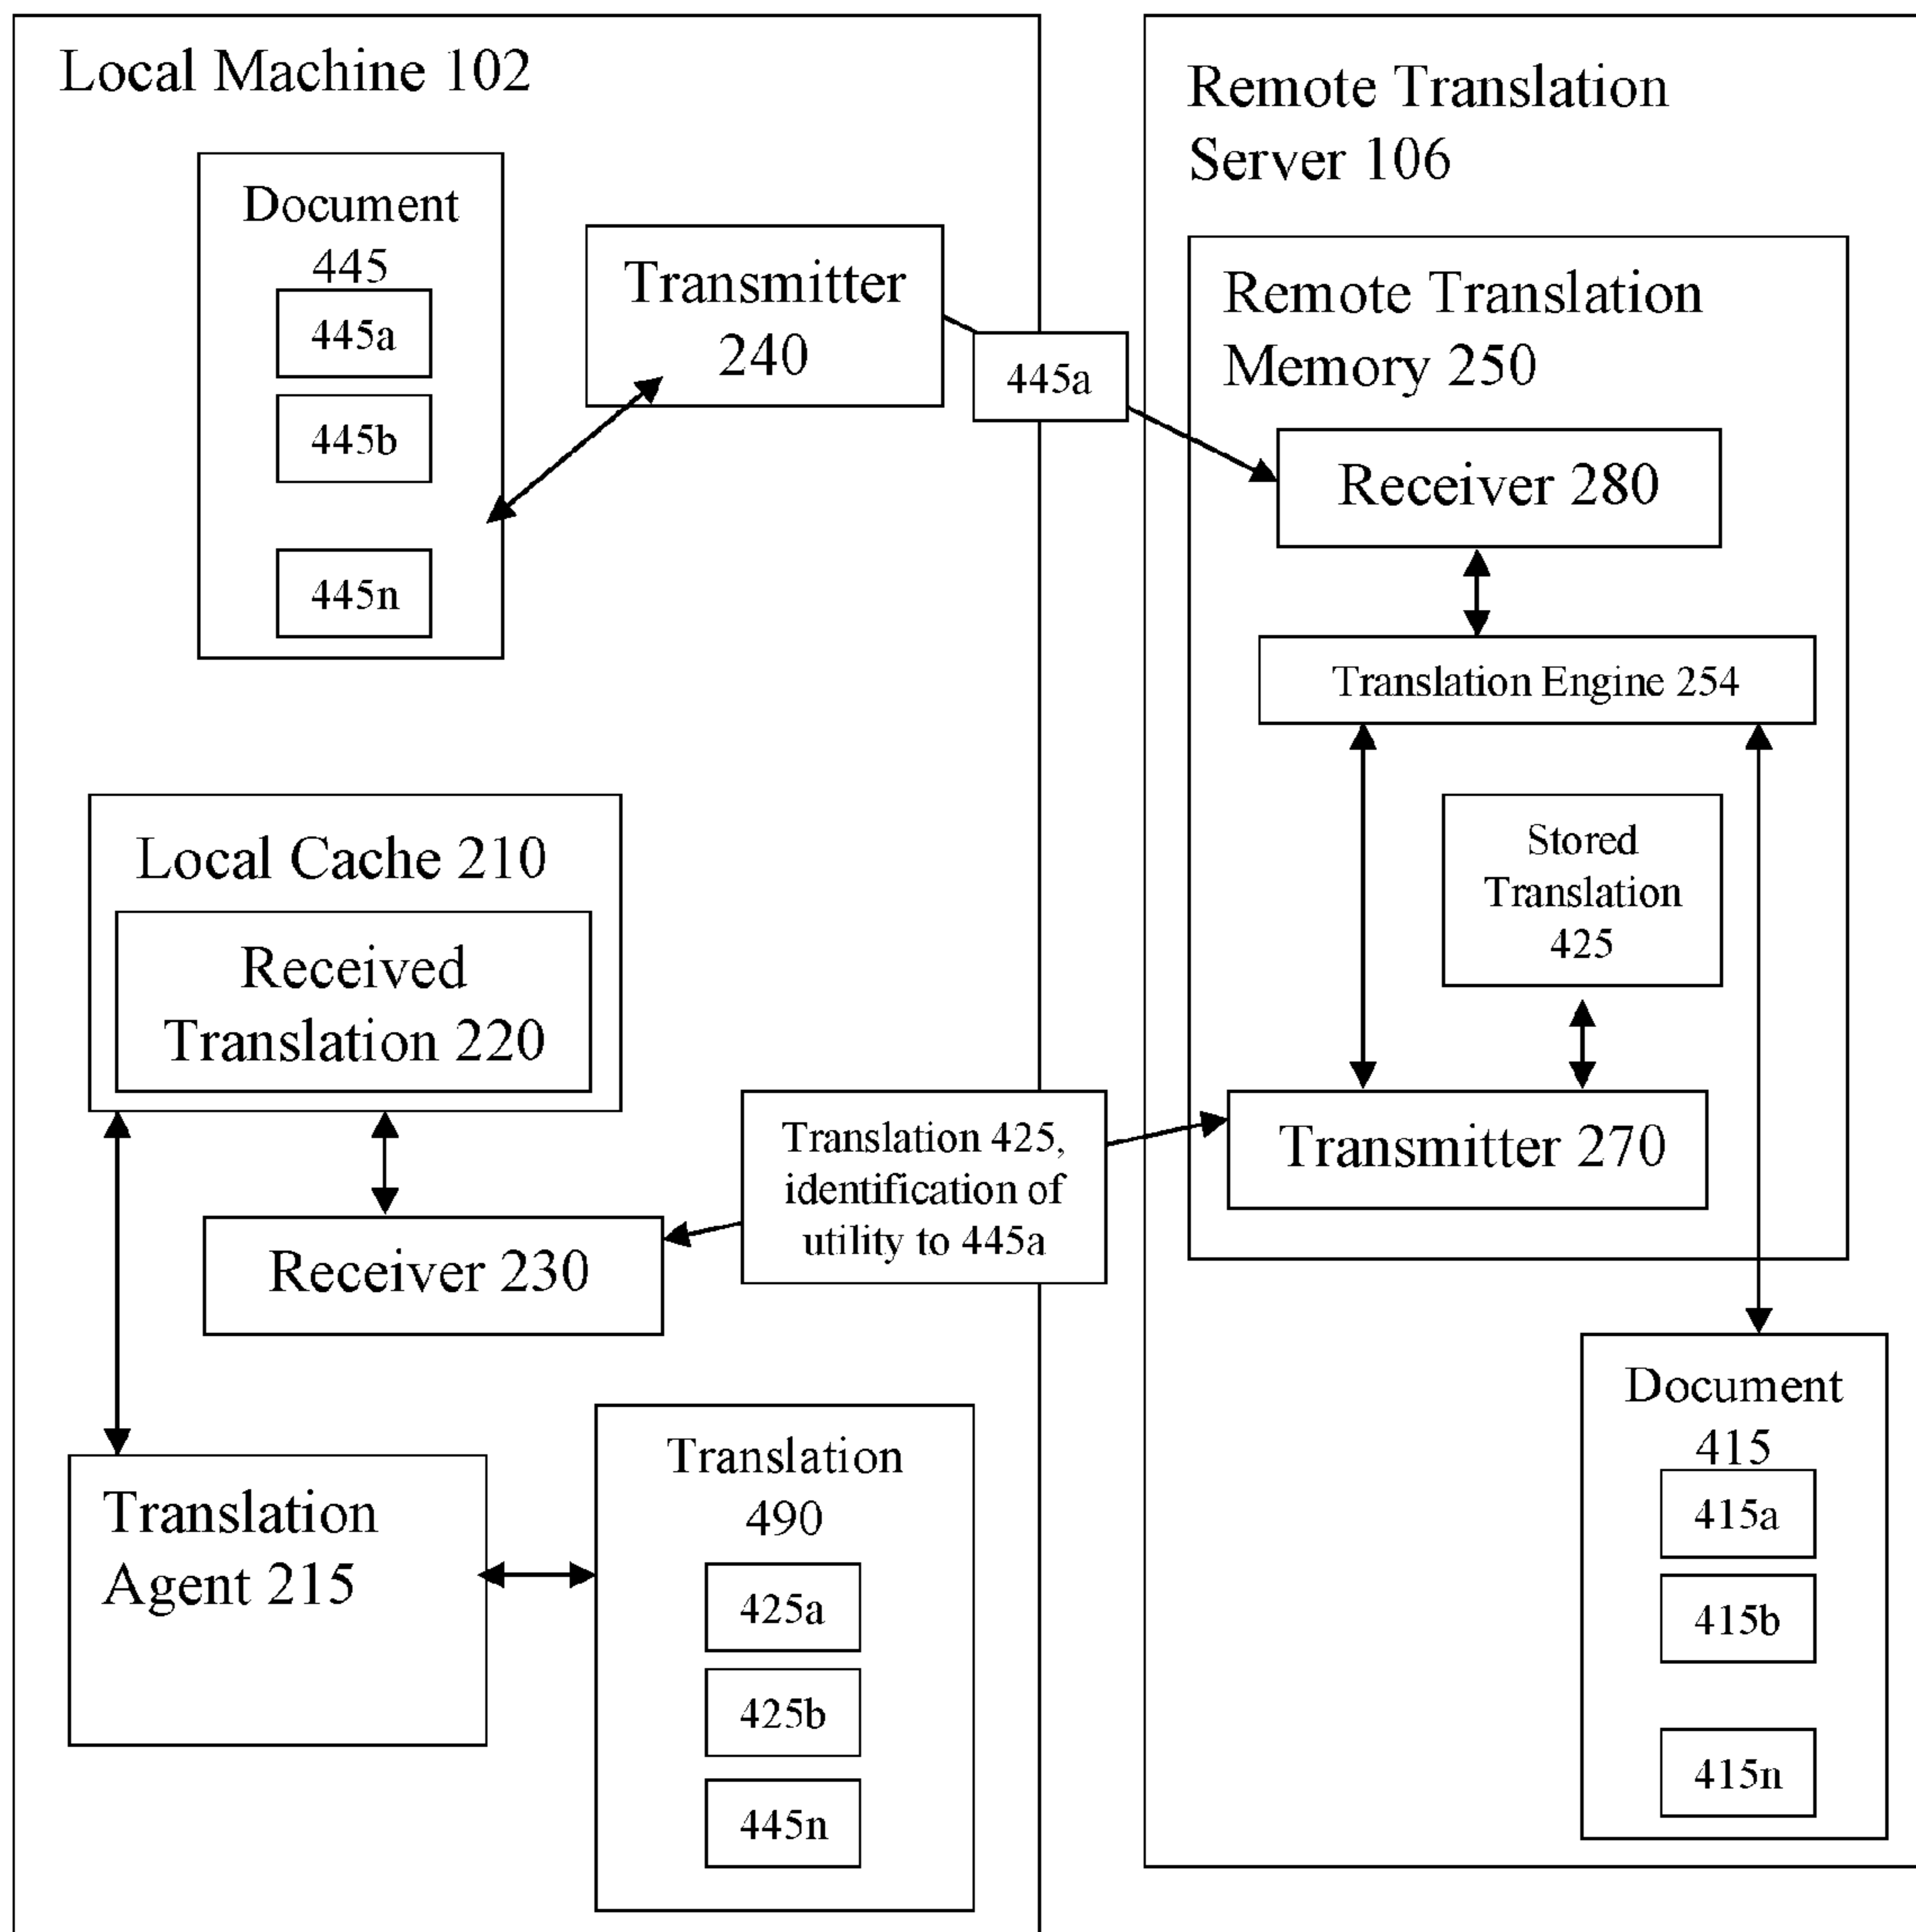 Local Machine 102
Document
445
445a
445b
445n
Transmitter
240
445a
Local Cache 210
Received
Translation 220
Receiver 230
Translation 425,
identification of
utility to 445a
Translation
Agent 215
Translation
490
425a
425b
445n
Remote Translation
Server 106
Remote Translation
Memory 250
Receiver 280
Translation Engine 254
Stored
Translation
425
Transmitter 270
Document
415
415a
415b
415n